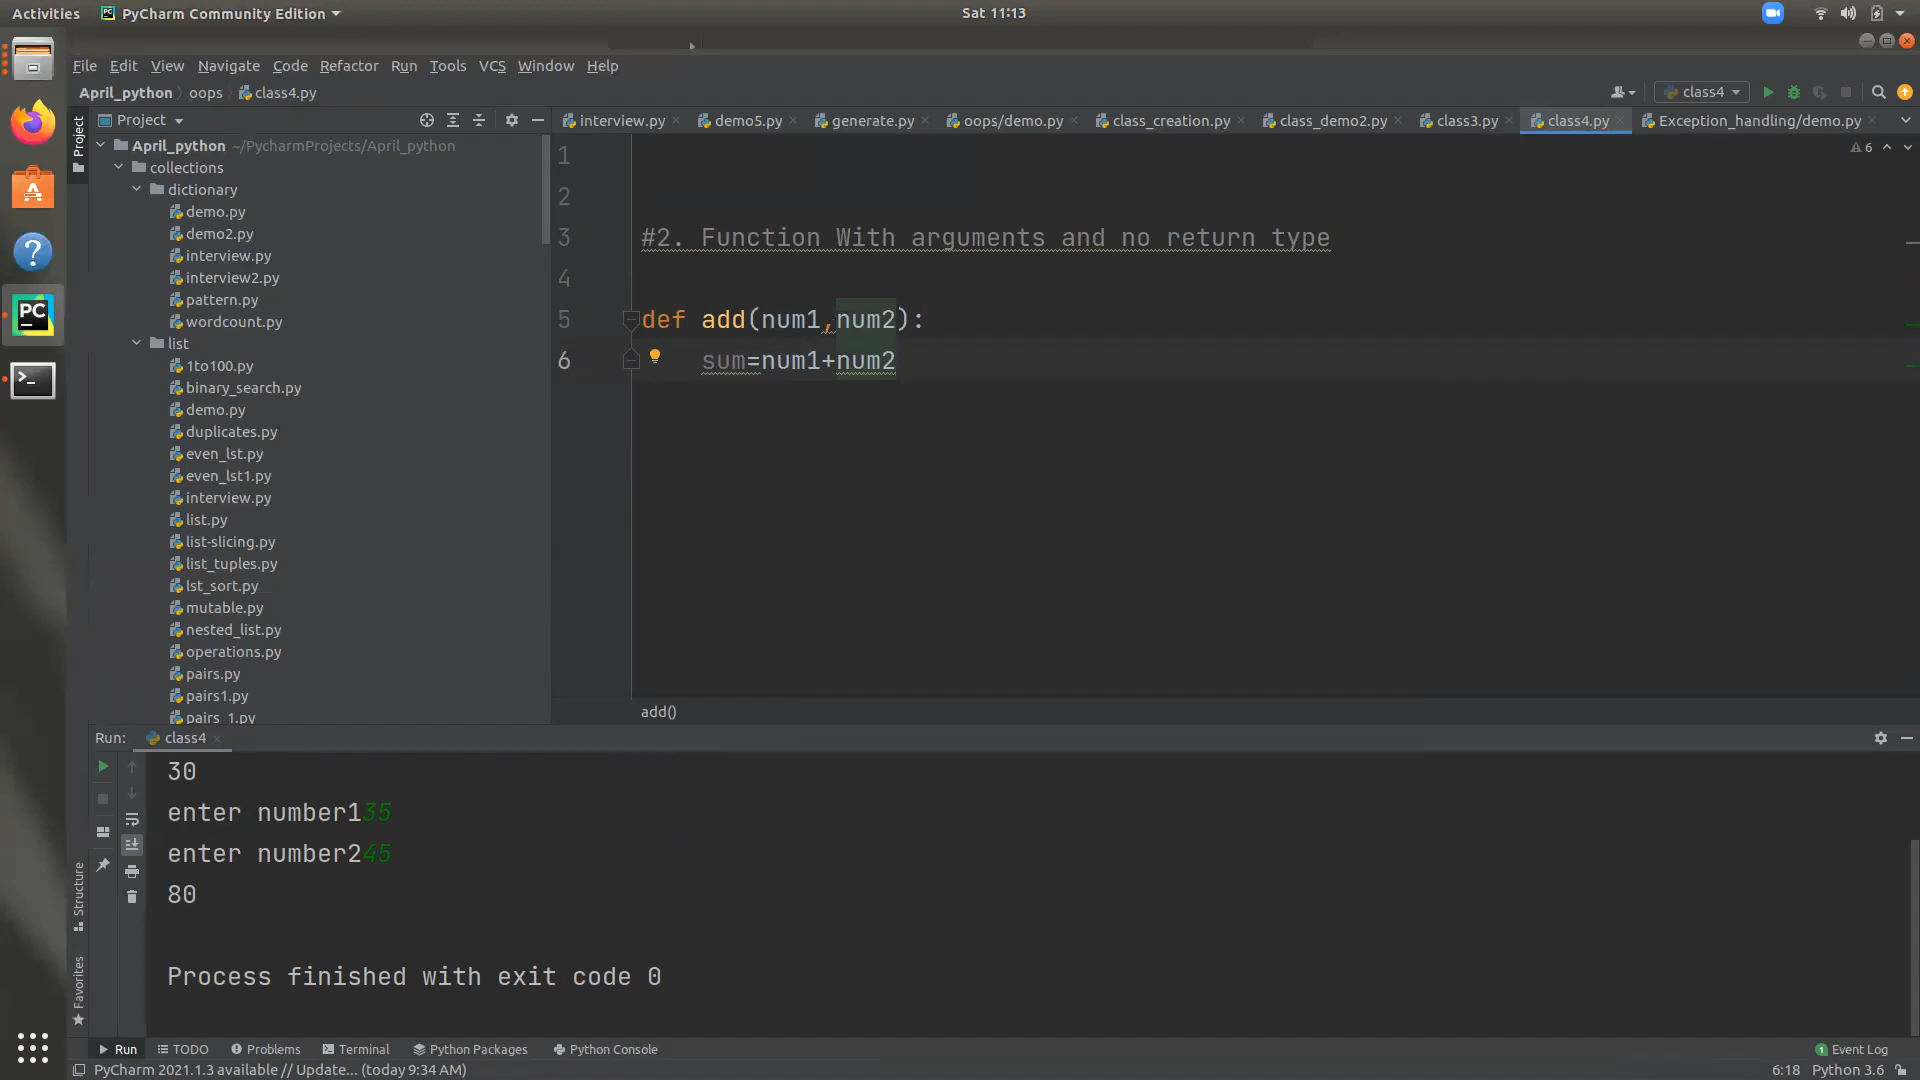 Activities PyCharm Community Edition Sat 11:13
File Edit View Navigate Code Refactor Run Tools VCS Window Help
April_python oops class4.py class4
Project interview.py demo5.py generate.py oops/demo.py class_creation.py class_demo2.py class3.py class4.py Exception_handling/demo.py
Project
April_python ~/PycharmProjects/April_python
collections
dictionary
demo.py
demo2.py
interview.py
interview2.py
pattern.py
wordcount.py
list
1to100.py
binary_search.py
demo.py
duplicates.py
even_lst.py
even_lst1.py
interview.py
list.py
list-slicing.py
list_tuples.py
lst_sort.py
mutable.py
nested_list.py
operations.py
pairs.py
pairs1.py
pairs_1.py
6
1
2
3 #2. Function With arguments and no return type
4
5 def add(num1,num2):
6 sum=num1+num2
add()
Run: class4
30
enter number135
enter number245
80
Process finished with exit code 0
Structure
Favorites
Run TODO Problems Terminal Python Packages Python Console 1 Event Log
PyCharm 2021.1.3 available // Update... (today 9:34 AM) 6:18 Python 3.6